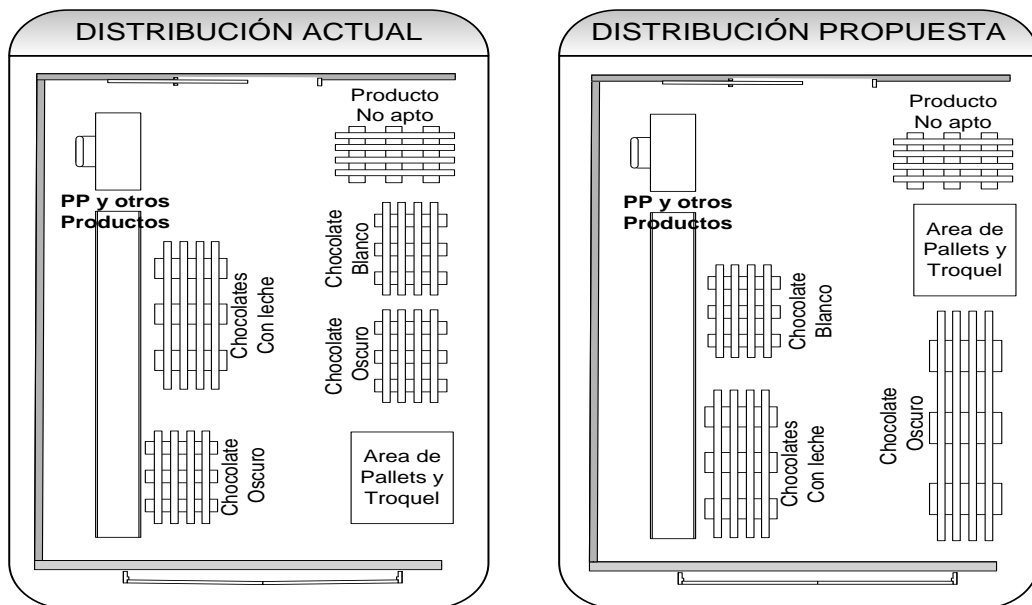 DISTRIBUCIÓN ACTUAL
Producto
No apto
PP y otros
Productos
Chocolate
Blanco
Chocolates
Con leche
Chocolate
Oscuro
Chocolate
Oscuro
Area de
Pallets y
Troquel
DISTRIBUCIÓN PROPUESTA
Producto
No apto
PP y otros
Productos
Area de
Pallets y
Troquel
Chocolate
Blanco
Chocolate
Oscuro
Chocolates
Con leche